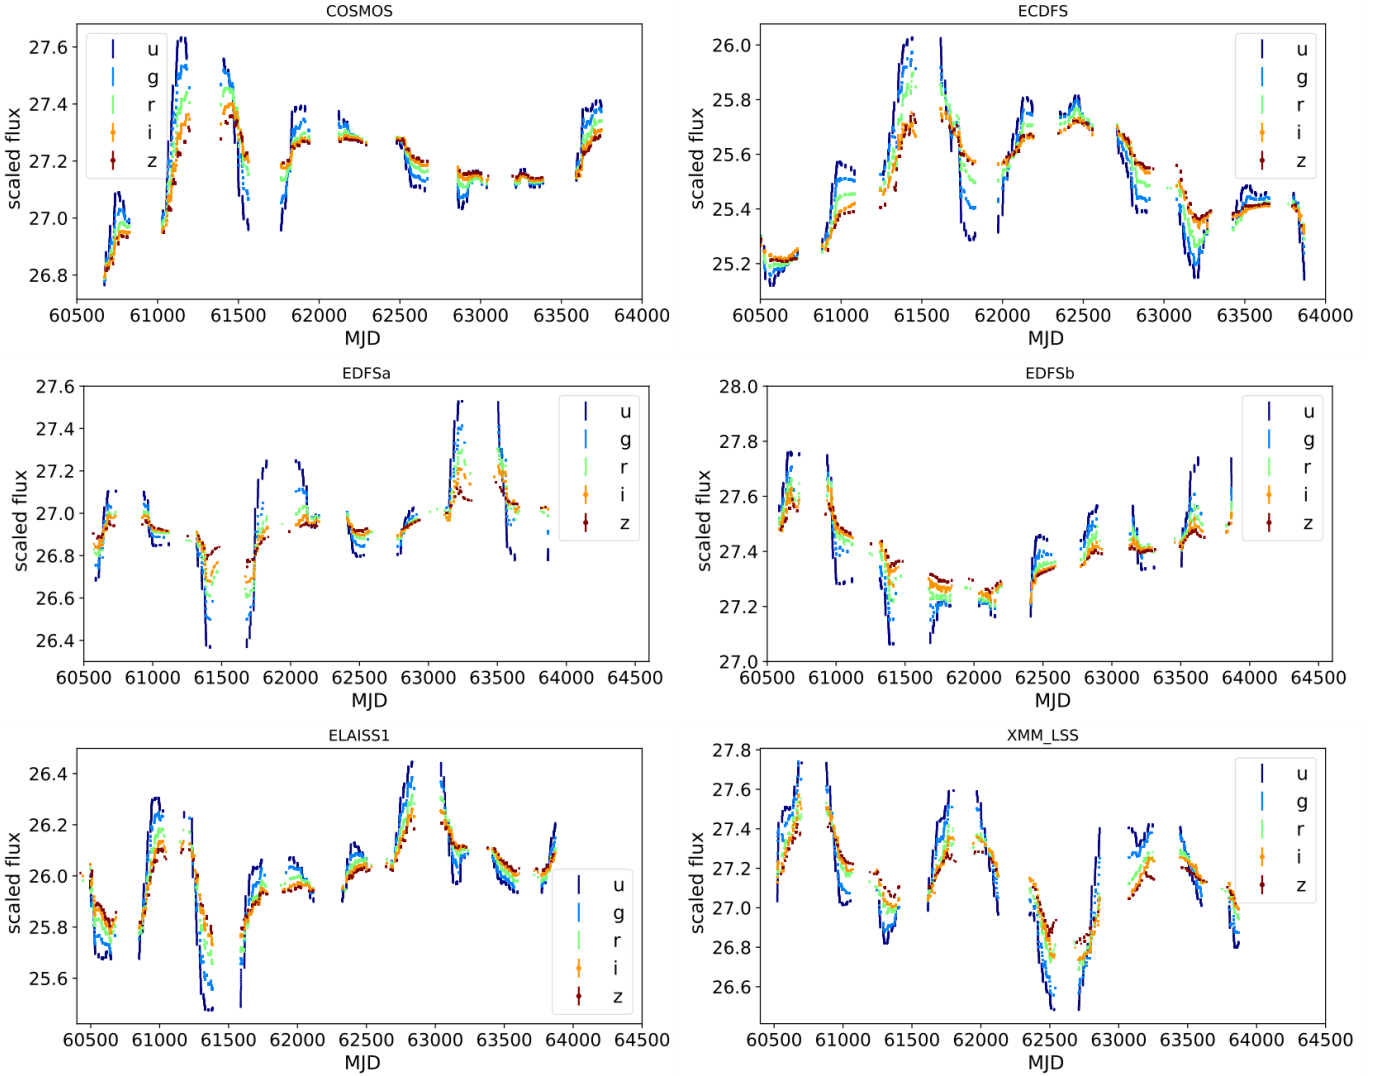 COSMOS
27.6
27.4
27.2
27.0
26.8
scaled flux
u
g
r
i
z
60500 61000 61500 62000 62500 63000 63500 64000
MJD
ECDFS
26.0
25.8
25.6
25.4
25.2
scaled flux
u
g
r
i
z
60500 61000 61500 62000 62500 63000 63500 64000
MJD
EDFSa
27.6
27.4
27.2
27.0
26.8
26.6
26.4
scaled flux
u
g
r
i
z
60500 61000 61500 62000 62500 63000 63500 64000 64500
MJD
EDFSb
28.0
27.8
27.6
27.4
27.2
27.0
scaled flux
u
g
r
i
z
60500 61000 61500 62000 62500 63000 63500 64000 64500
MJD
ELAISS1
26.4
26.2
26.0
25.8
25.6
scaled flux
u
g
r
i
z
60500 61000 61500 62000 62500 63000 63500 64000 64500
MJD
XMM_LSS
27.8
27.6
27.4
27.2
27.0
26.8
26.6
scaled flux
u
g
r
i
z
60500 61000 61500 62000 62500 63000 63500 64000 64500
MJD